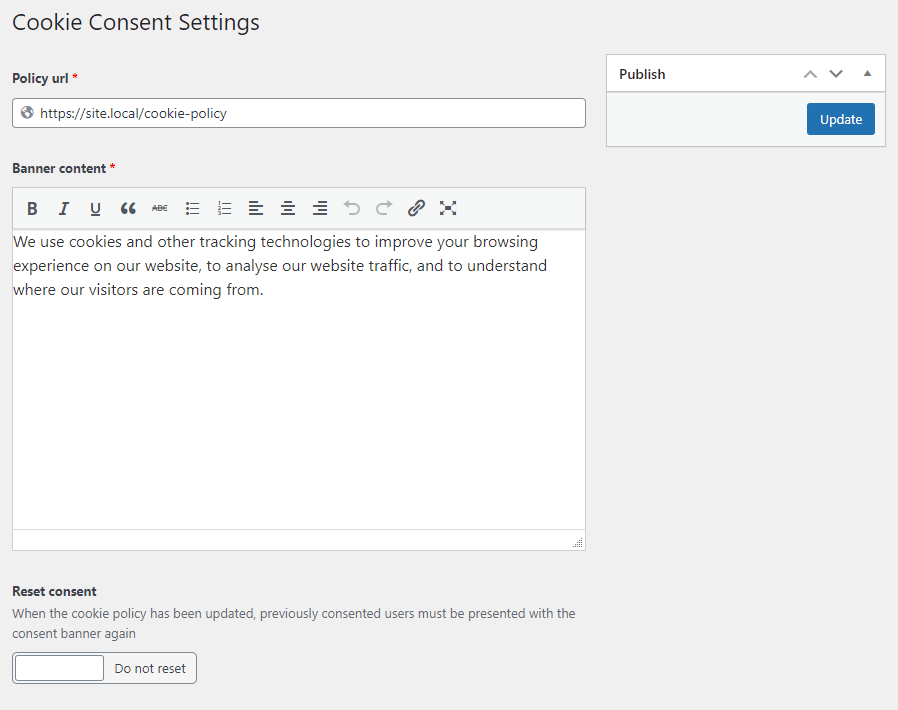 Cookie Consent Settings
Policy url *
https://site.local/cookie-policy
Publish
Update
Banner content *
B I U “ ABC
We use cookies and other tracking technologies to improve your browsing
experience on our website, to analyse our website traffic, and to understand
where our visitors are coming from.
Reset consent
When the cookie policy has been updated, previously consented users must be presented with the
consent banner again
Do not reset